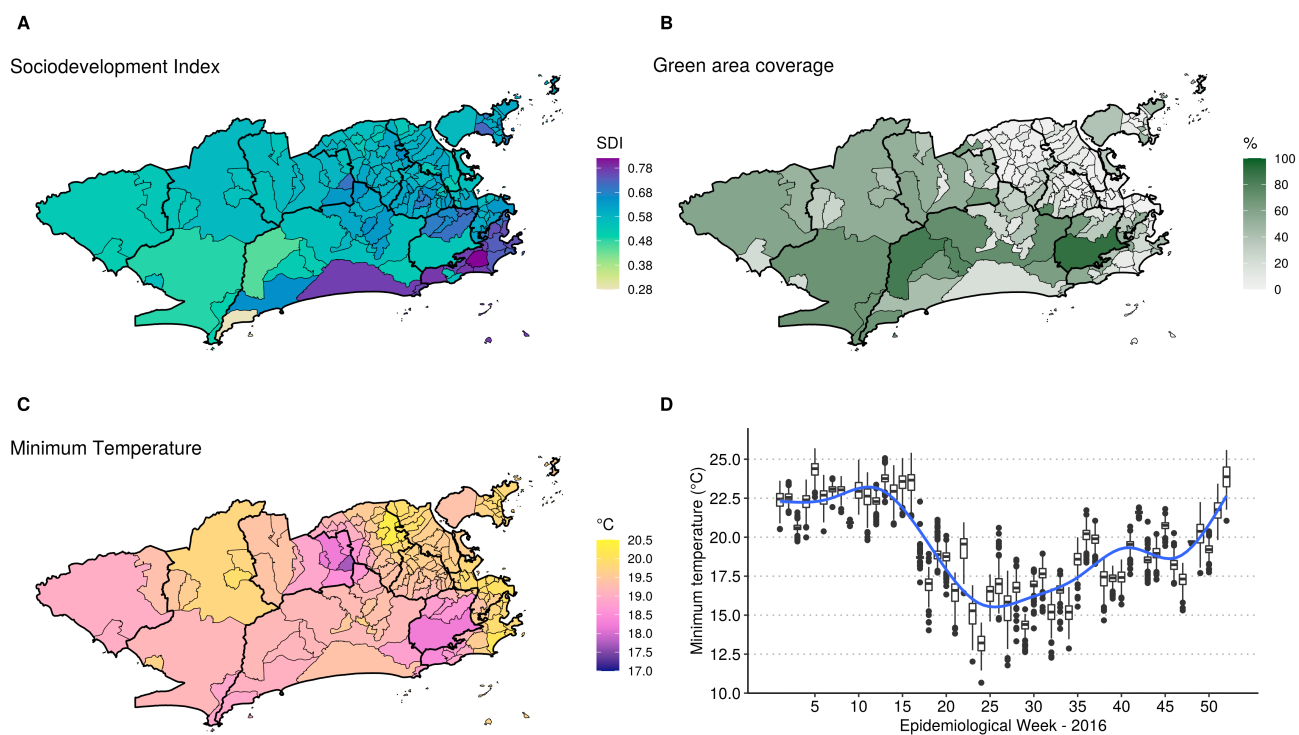 A
Sociodevelopment Index
SDI
0.78
0.68
0.58
0.48
0.38
0.28
B
Green area coverage
%
100
80
60
40
20
0
C
Minimum Temperature
°C
20.5
20.0
19.5
19.0
18.5
18.0
17.5
17.0
D
Minimum temperature (°C)
25.0
22.5
20.0
17.5
15.0
12.5
10.0
5 10 15 20 25 30 35 40 45 50
Epidemiological Week - 2016